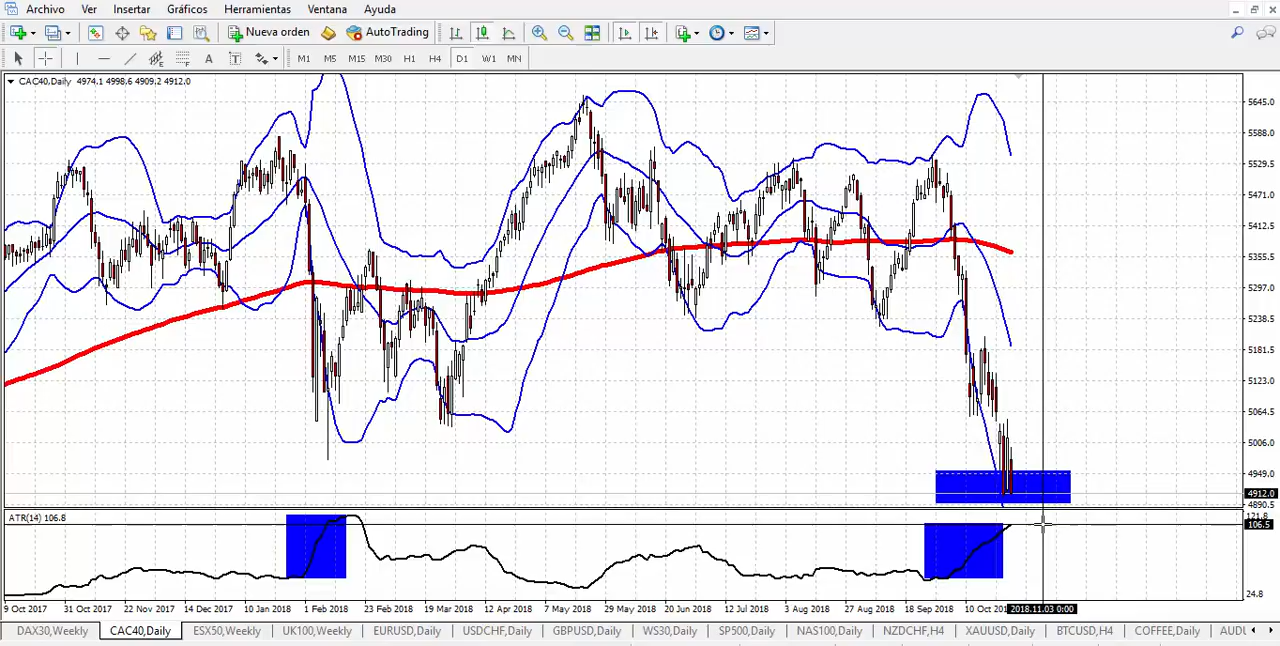 Archivo Ver Insertar Gráficos Herramientas Ventana Ayuda
Nueva orden AutoTrading
A T M1 M5 M15 M30 H1 H4 D1 W1 MN
CAC40,Daily 4974.1 4998.6 4909.2 4912.0
5645.0
5588.0
5529.5
5471.0
5412.5
5355.5
5297.0
5238.5
5181.5
5123.0
5064.5
5006.0
4949.0
4912.0
4890.5
ATR(14) 106.8
121.8
106.5
24.8
9 Oct 2017 31 Oct 2017 22 Nov 2017 14 Dec 2017 10 Jan 2018 1 Feb 2018 23 Feb 2018 19 Mar 2018 12 Apr 2018 7 May 2018 29 May 2018 20 Jun 2018 12 Jul 2018 3 Aug 2018 27 Aug 2018 18 Sep 2018 10 Oct 201 2018.11.03 0:00
DAX30,Weekly CAC40,Daily ESX50,Weekly UK100,Weekly EURUSD,Daily USDCHF,Daily GBPUSD,Daily WS30,Daily SP500,Daily NAS100,Daily NZDCHF,H4 XAUUSD,Daily BTCUSD,H4 COFFEE,Daily AUDU